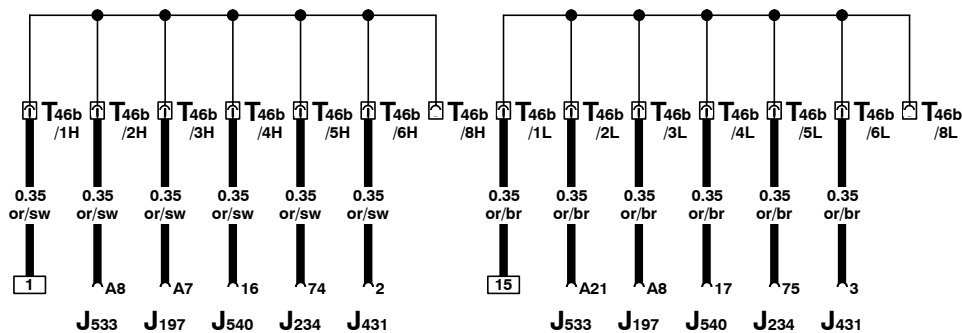 T46b T46b T46b T46b T46b T46b T46b T46b T46b T46b T46b T46b T46b T46b
/1H /2H /3H /4H /5H /6H /8H /1L /2L /3L /4L /5L /6L /8L
0.35 0.35 0.35 0.35 0.35 0.35 0.35 0.35 0.35 0.35 0.35 0.35
or/sw or/sw or/sw or/sw or/sw or/sw or/br or/br or/br or/br or/br or/br
1 A8 A7 16 74 2 15 A21 A8 17 75 3
J533 J197 J540 J234 J431 J533 J197 J540 J234 J431